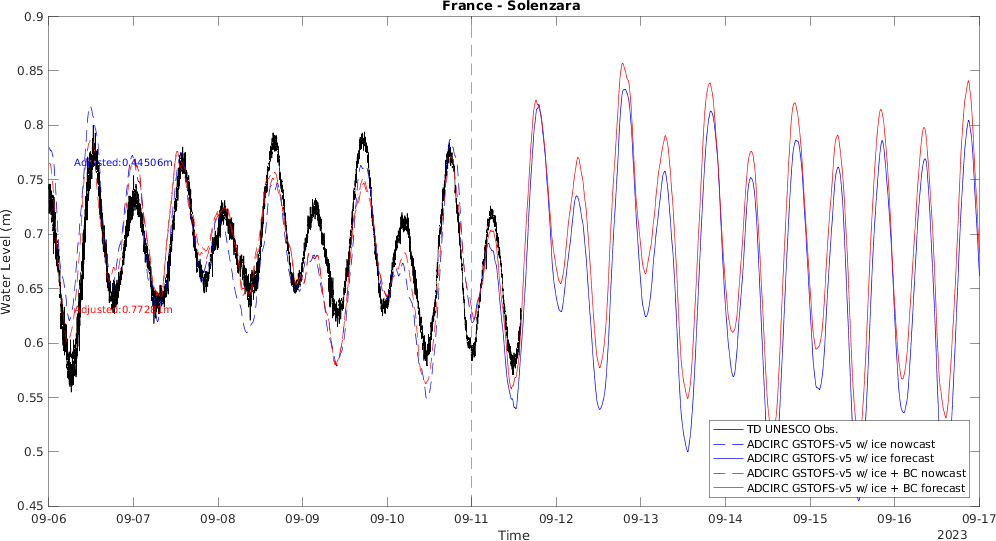 France - Solenzara
0.9
0.85
0.8
0.75
0.7
0.65
0.6
0.55
0.5
0.45
Water Level (m)
Adjusted:0.44506m
TD UNESCO Obs.
ADCIRC GSTOFS-v5 w/ ice nowcast
ADCIRC GSTOFS-v5 w/ ice forecast
ADCIRC GSTOFS-v5 w/ ice + BC nowcast
ADCIRC GSTOFS-v5 w/ ice + BC forecast
09-06 09-07 09-08 09-09 09-10 09-11 09-12 09-13 09-14 09-15 09-16 09-17
Time
2023